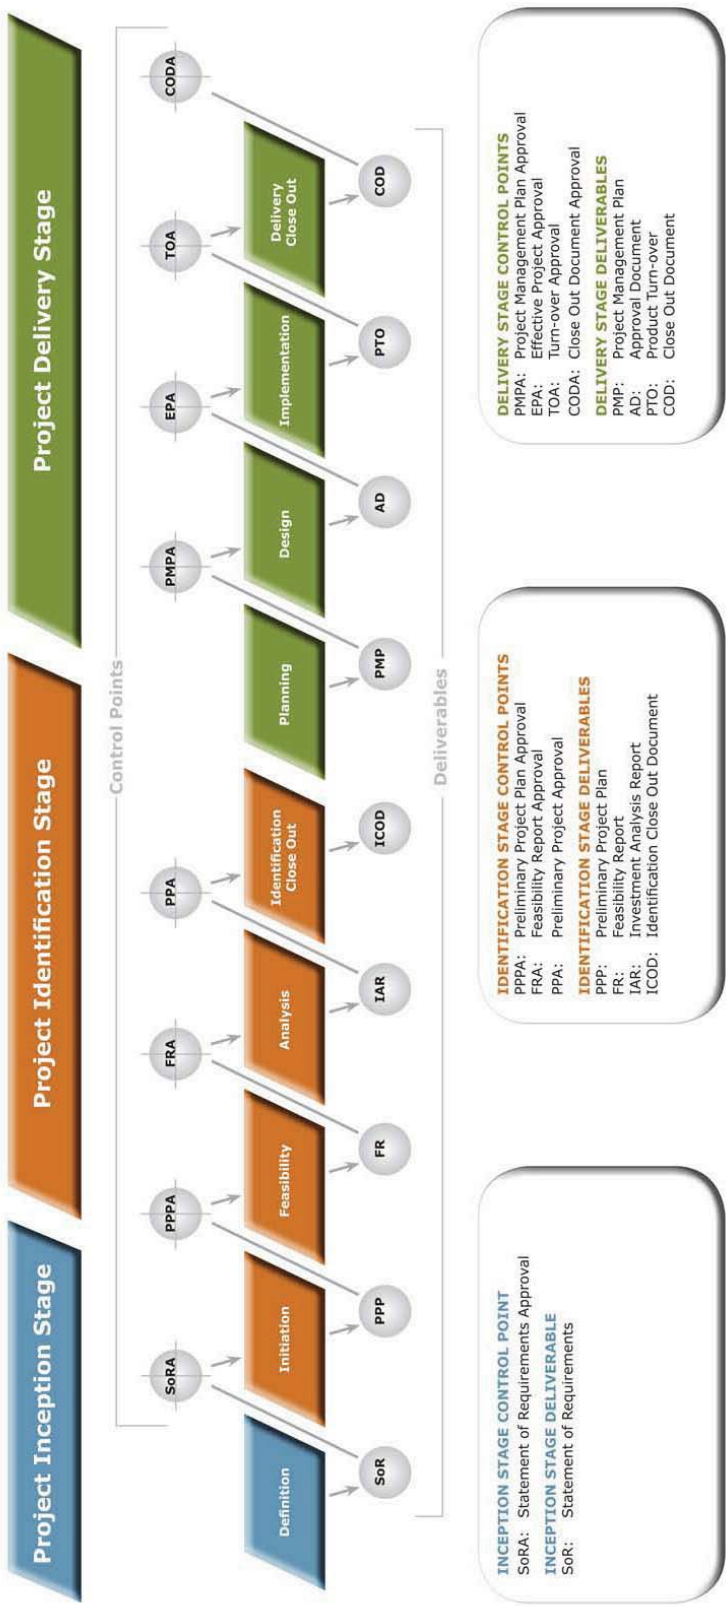 Project Inception Stage
Project Identification Stage
Project Delivery Stage
Control Points
SoRA
PPPA
FRA
PPA
PMPA
EPA
TOA
CODA
Definition
Initiation
Feasibility
Analysis
Identification
Close Out
Planning
Design
Implementation
Delivery
Close Out
SoR
PPP
FR
IAR
ICOD
PMP
AD
PTO
COD
Deliverables
INCEPTION STAGE CONTROL POINT
SoRA: Statement of Requirements Approval
INCEPTION STAGE DELIVERABLE
SoR: Statement of Requirements
IDENTIFICATION STAGE CONTROL POINTS
PPPA: Preliminary Project Plan Approval
FRA: Feasibility Report Approval
PPA: Preliminary Project Approval
IDENTIFICATION STAGE DELIVERABLES
PPP: Preliminary Project Plan
FR: Feasibility Report
IAR: Investment Analysis Report
ICOD: Identification Close Out Document
DELIVERY STAGE CONTROL POINTS
PMPA: Project Management Plan Approval
EPA: Effective Project Approval
TOA: Turn-over Approval
CODA: Close Out Document Approval
DELIVERY STAGE DELIVERABLES
PMP: Project Management Plan
AD: Approval Document
PTO: Product Turn-over
COD: Close Out Document